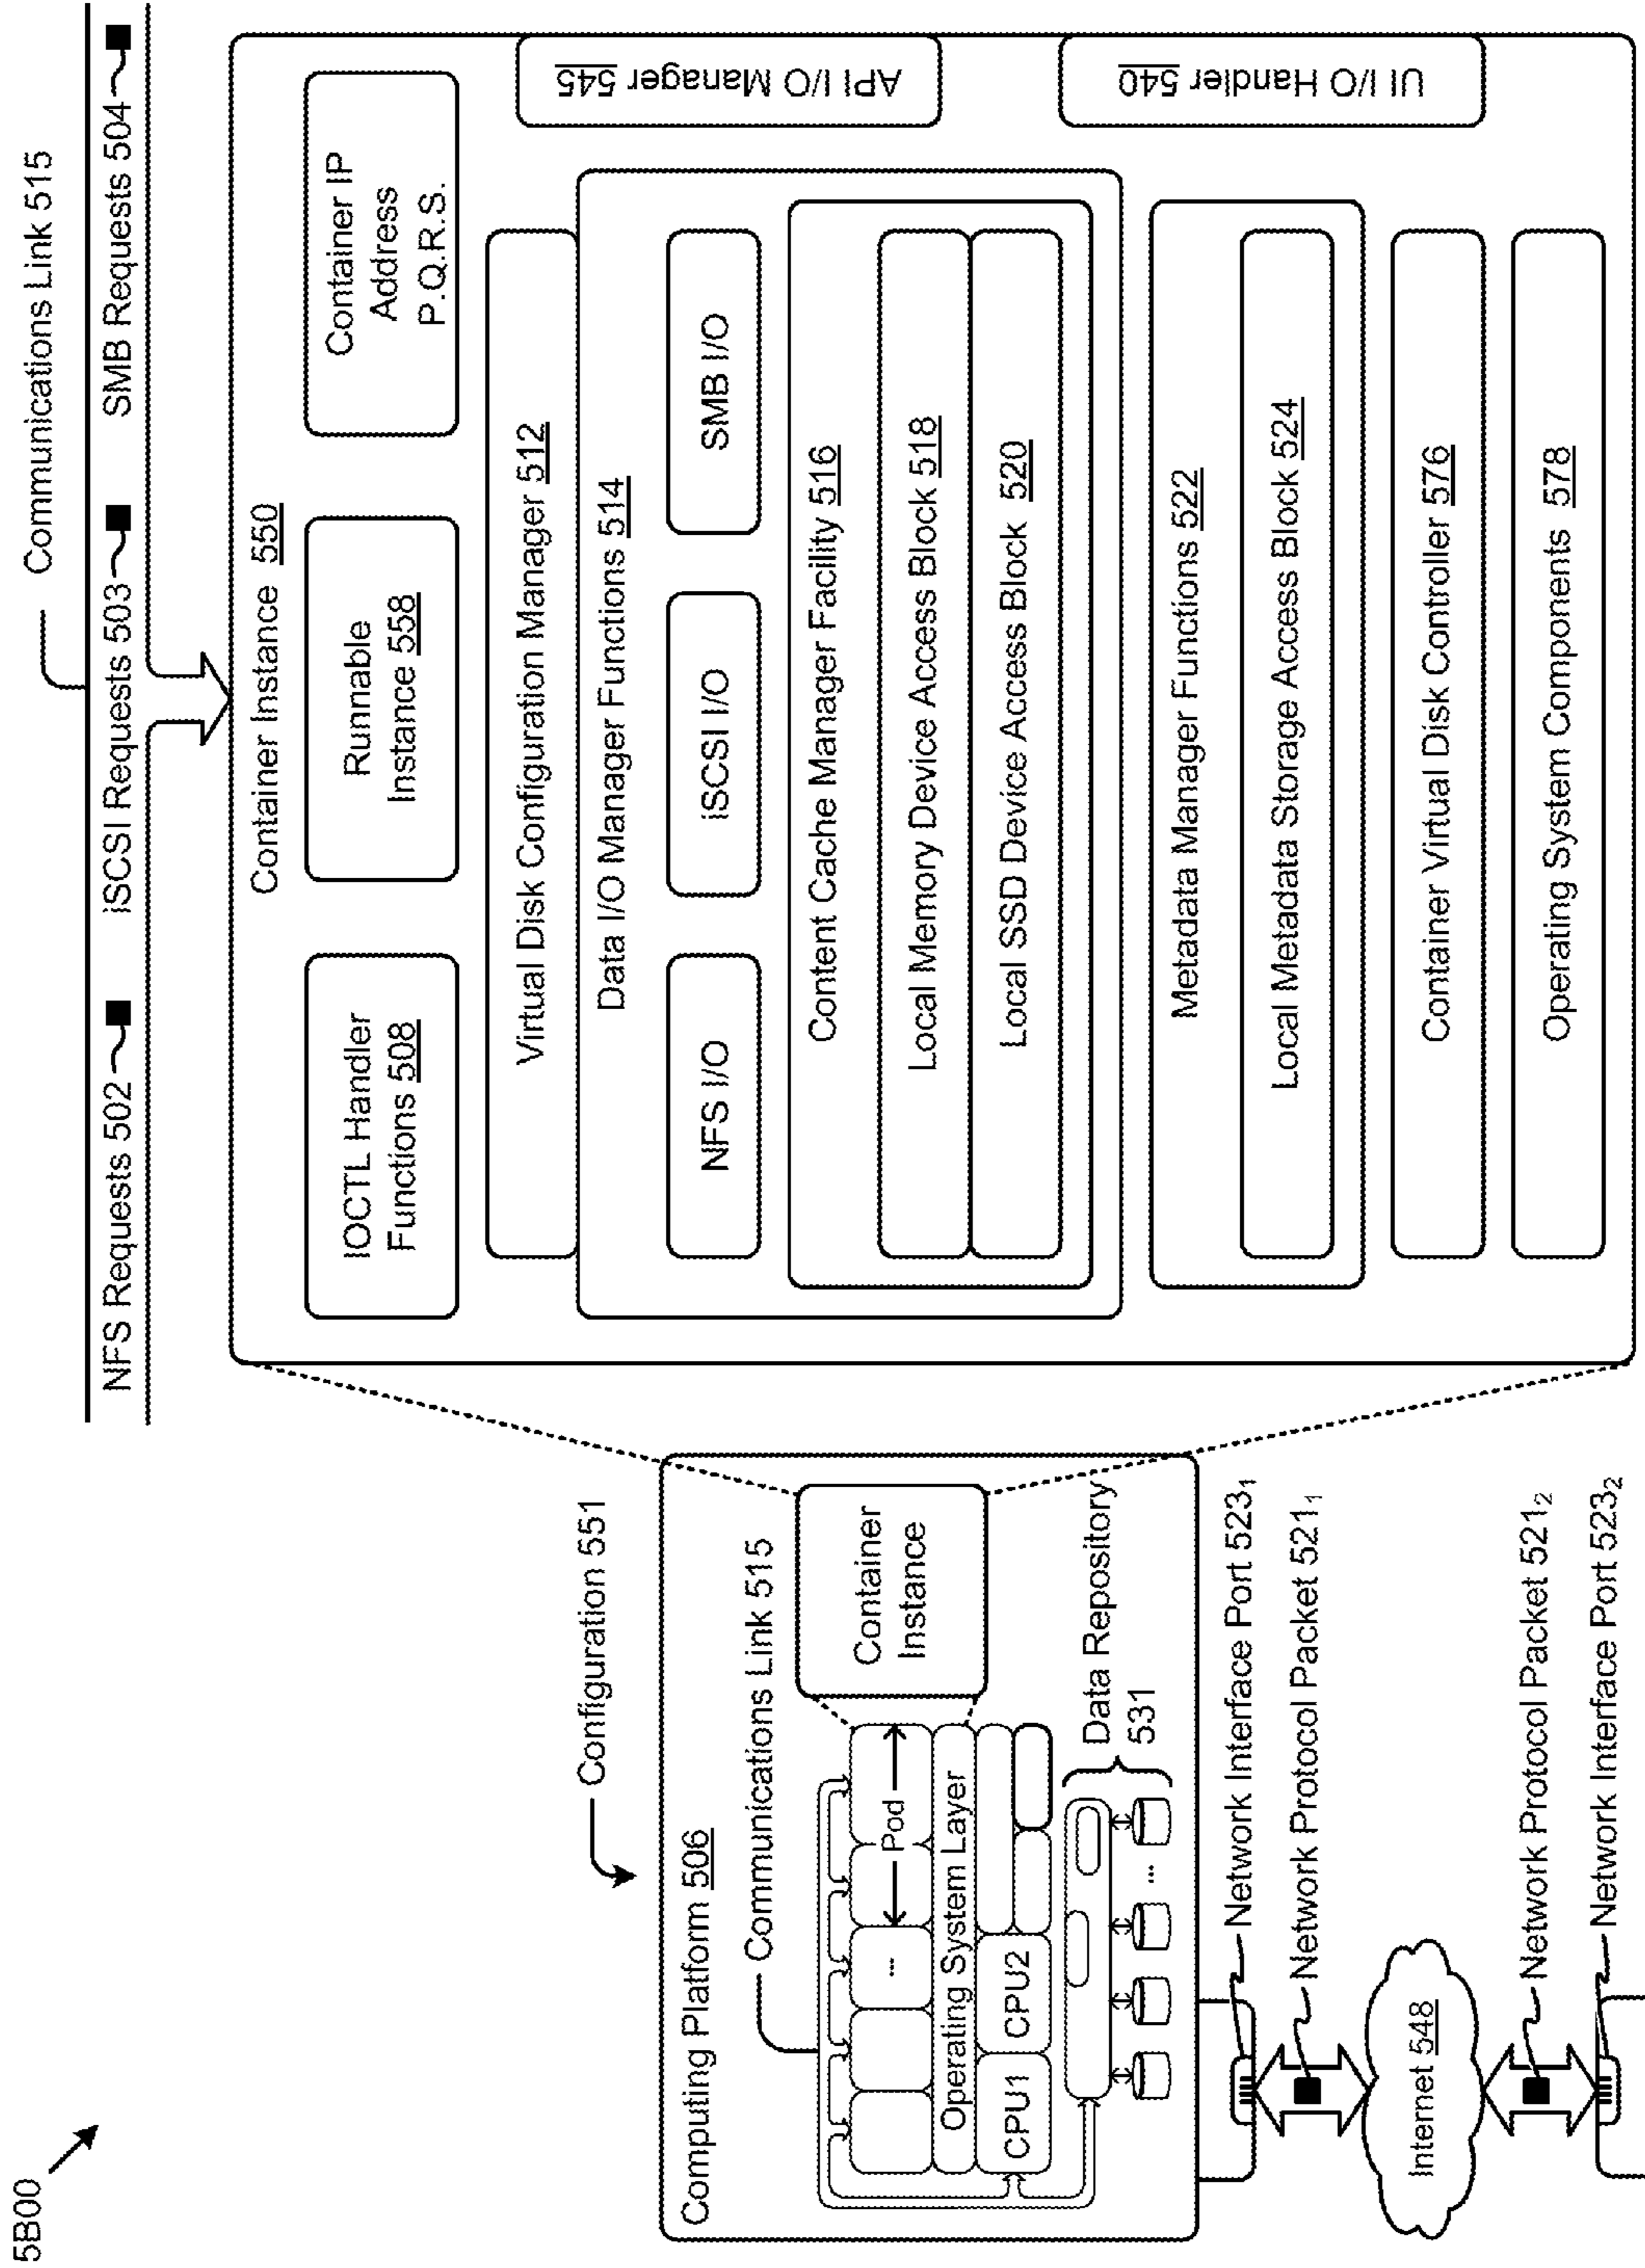 5B00
Communications Link 515
NFS Requests 502
iSCSI Requests 503
SMB Requests 504
Configuration 551
Computing Platform 506
Communications Link 515
...
Pod
Operating System Layer
CPU1
CPU2
...
Container
Instance
Data Repository
531
Network Interface Port 523₁
Network Protocol Packet 521₁
Internet 548
Network Protocol Packet 521₂
Network Interface Port 523₂
Container Instance 550
IOCTL Handler
Functions 508
Runnable
Instance 558
Container IP
Address
P.Q.R.S.
Virtual Disk Configuration Manager 512
Data I/O Manager Functions 514
NFS I/O
iSCSI I/O
SMB I/O
Content Cache Manager Facility 516
Local Memory Device Access Block 518
Local SSD Device Access Block 520
Metadata Manager Functions 522
Local Metadata Storage Access Block 524
Container Virtual Disk Controller 576
Operating System Components 578
API I/O Manager 545
UI I/O Handler 540